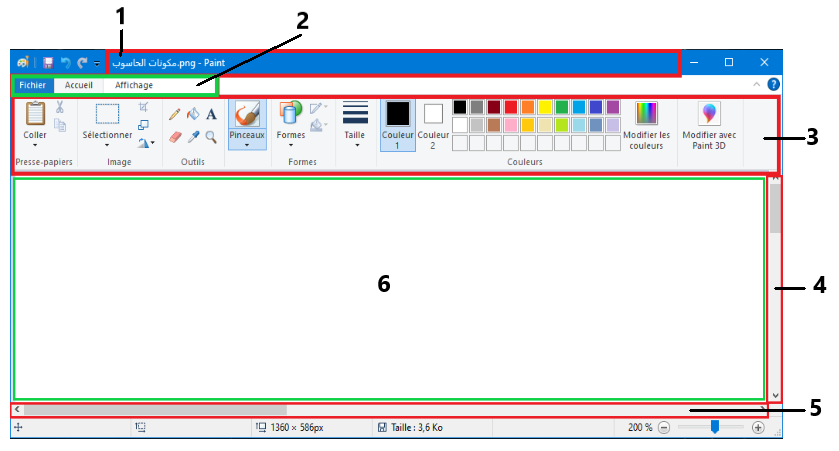 1
2
مكونات الحاسوب.png - Paint
Fichier Accueil Affichage
Coller
Sélectionner
A
Pinceaux
Formes
Taille
Couleur 1
Couleur 2
Modifier les couleurs
Modifier avec Paint 3D
3
Presse-papiers Image Outils Formes Couleurs
6
4
5
1360 × 586px Taille : 3,6 Ko 200 %